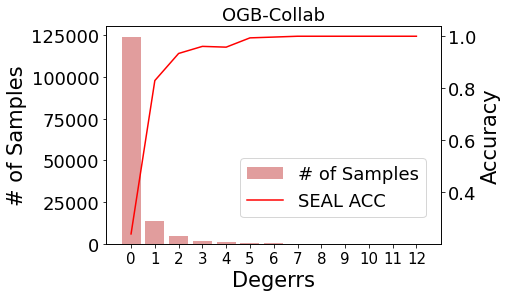 OGB-Collab
# of Samples
125000
100000
75000
50000
25000
0
1.0
0.8
0.6
0.4
Accuracy
# of Samples
SEAL ACC
0 1 2 3 4 5 6 7 8 9 10 11 12
Degerrs